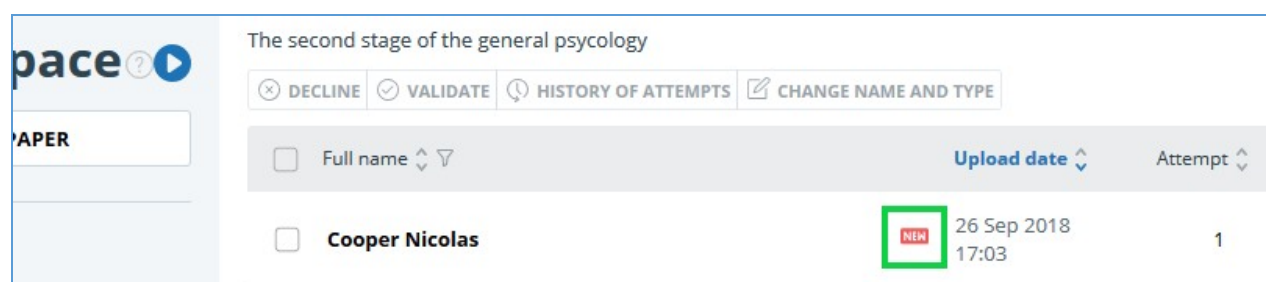 The second stage of the general psycology
pace ?
DECLINE VALIDATE HISTORY OF ATTEMPTS CHANGE NAME AND TYPE
PAPER
Full name Upload date Attempt
Cooper Nicolas NEW 26 Sep 2018 1
17:03